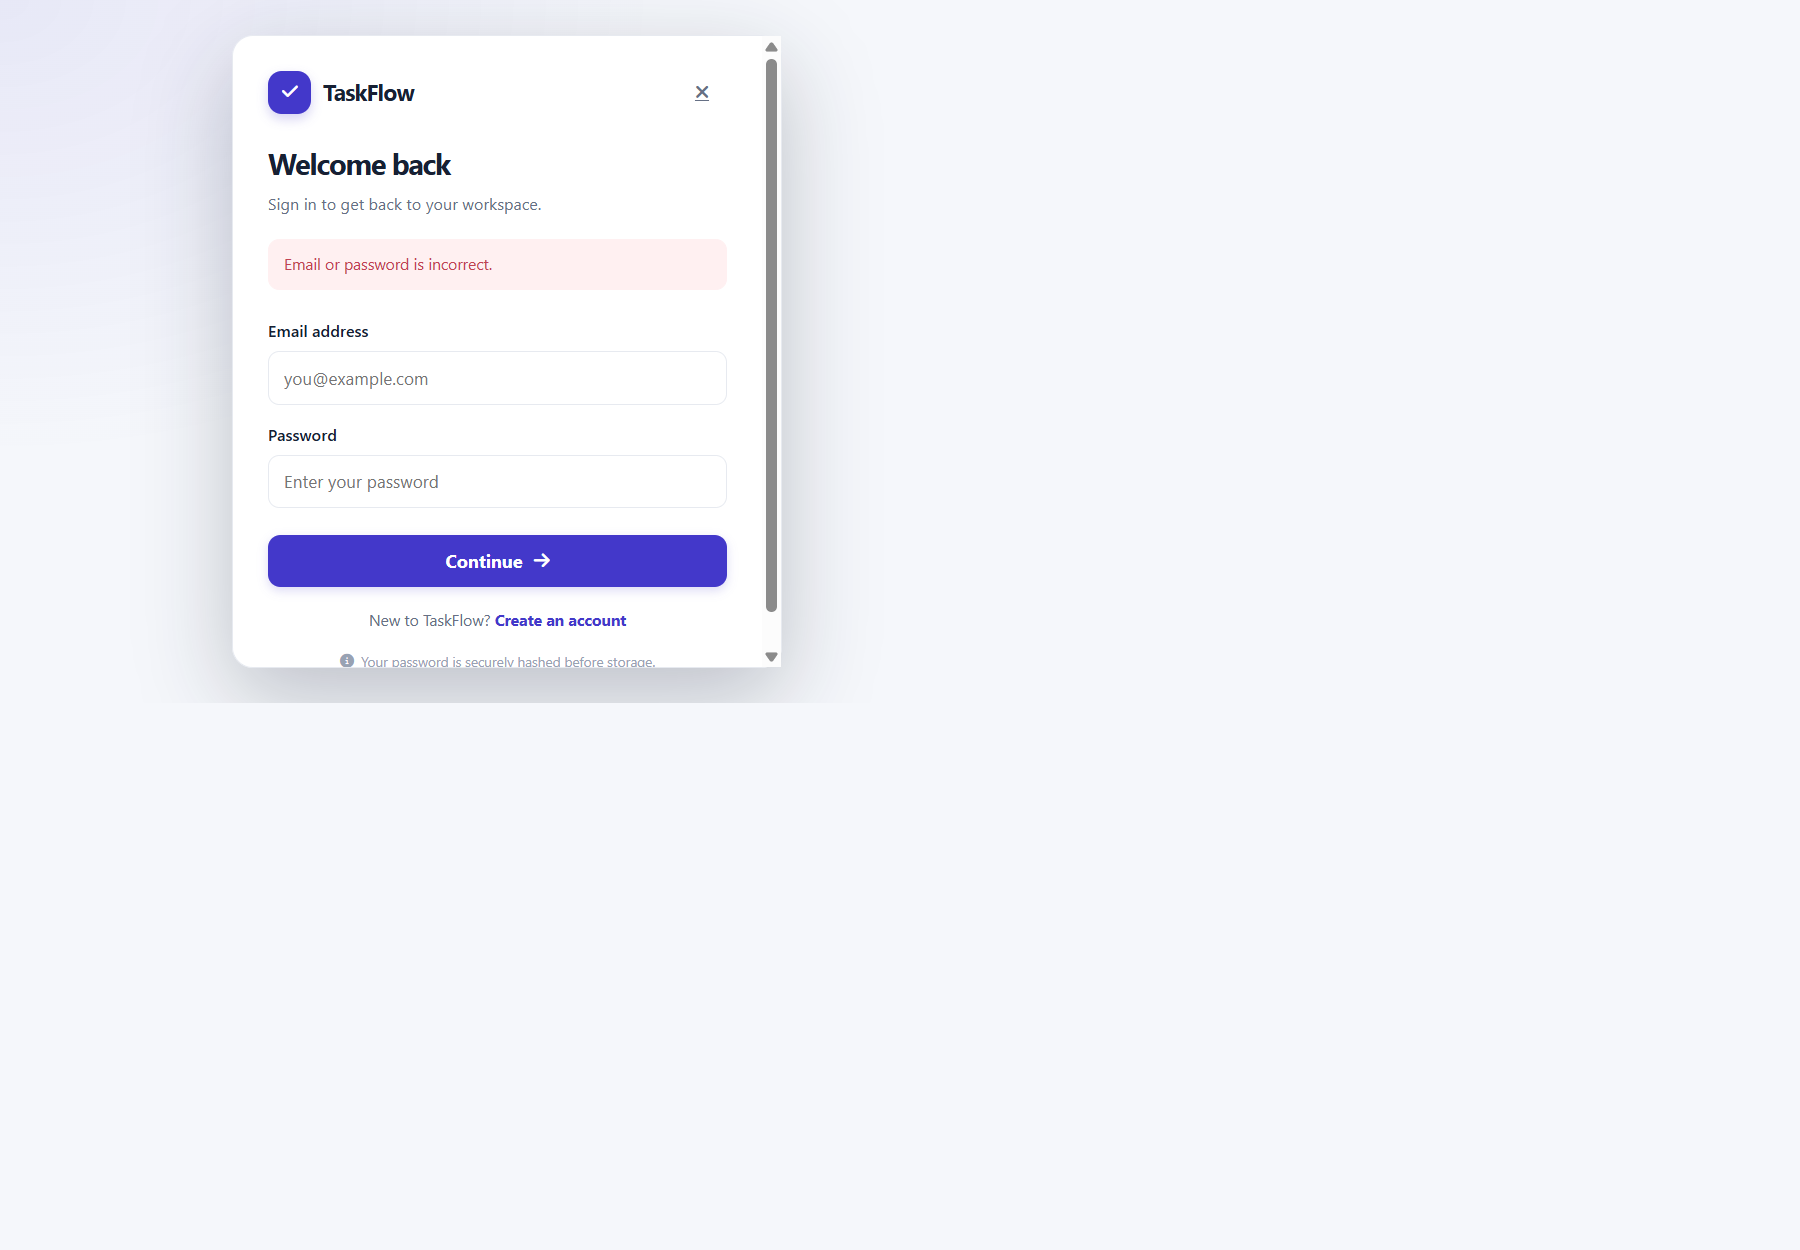 TaskFlow
Welcome back
Sign in to get back to your workspace.
Email or password is incorrect.
Email address
you@example.com
Password
Enter your password
Continue →
New to TaskFlow? Create an account
Your password is securely hashed before storage.